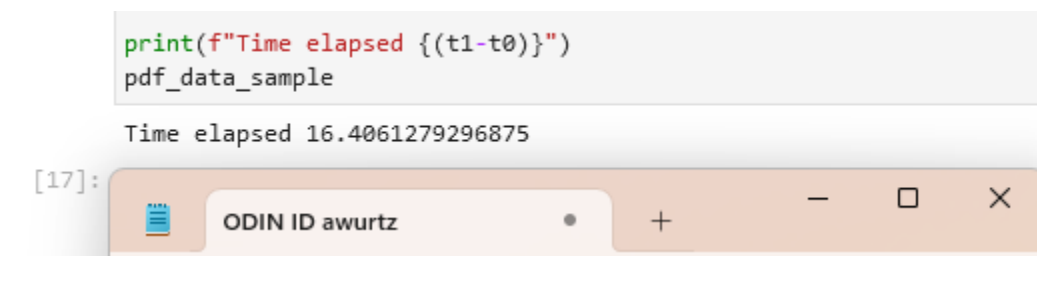 print(f"Time elapsed {(t1-t0)}")
pdf_data_sample
Time elapsed 16.4061279296875
[17]:
ODIN ID awurtz